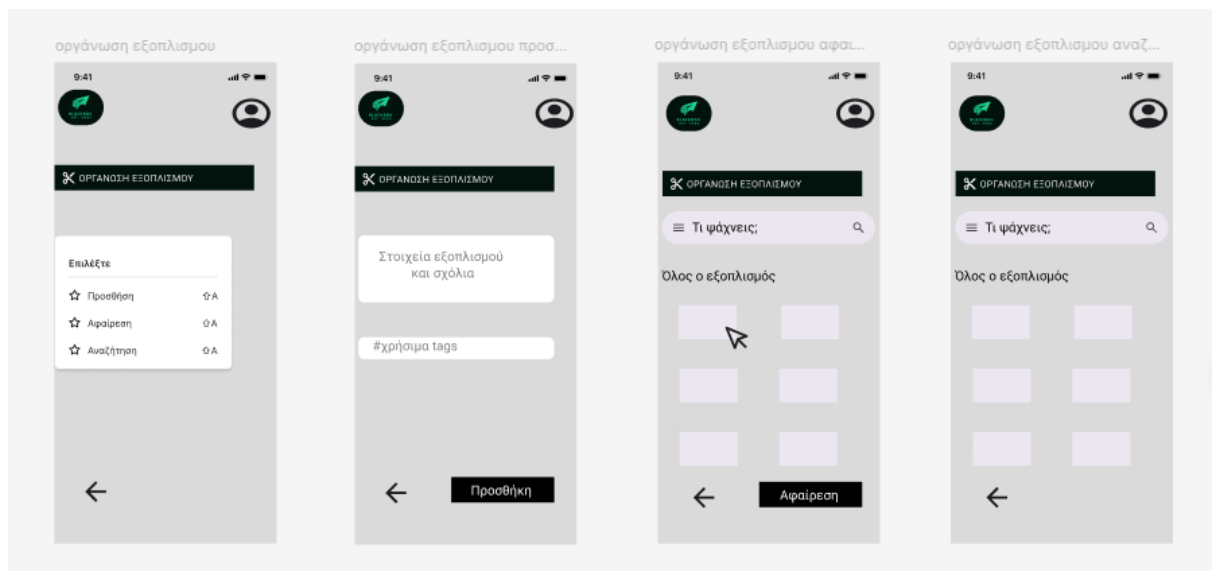 οργάνωση εξοπλισμου
9:41
ΟΡΓΑΝΩΣΗ ΕΞΟΠΛΙΣΜΟΥ
Επιλέξτε
Προσθήση
⇧A
Αφαίρεση
⇧A
Αναζήτηση
⇧A
οργάνωση εξοπλισμου προσ...
9:41
ΟΡΓΑΝΩΣΗ ΕΞΟΠΛΙΣΜΟΥ
Στοιχεία εξοπλισμού
και σχόλια
#χρήσιμα tags
Προσθήκη
οργάνωση εξοπλισμου αφαι...
9:41
ΟΡΓΑΝΩΣΗ ΕΞΟΠΛΙΣΜΟΥ
Τι ψάχνεις;
Όλος ο εξοπλισμός
Αφαίρεση
οργάνωση εξοπλισμου αναζ...
9:41
ΟΡΓΑΝΩΣΗ ΕΞΟΠΛΙΣΜΟΥ
Τι ψάχνεις;
Όλος ο εξοπλισμός